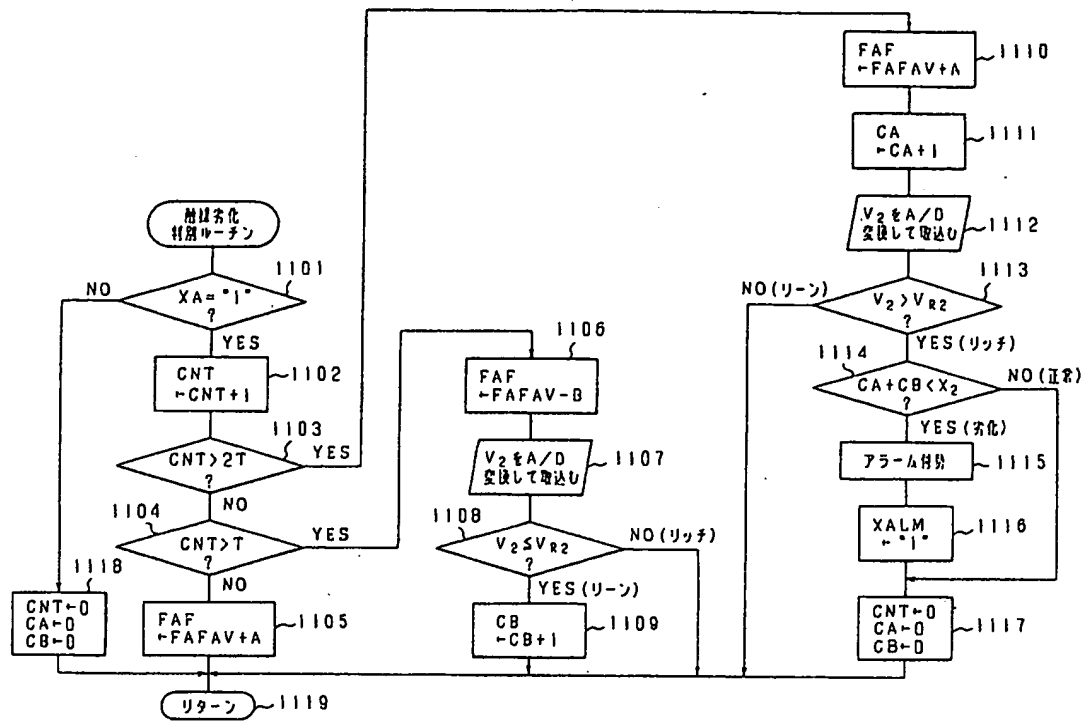 触媒劣化
判別ルーチン
1101
XA="1"
?
NO
YES
CNT
←CNT+1
1102
1103
CNT>2T
?
YES
NO
1104
CNT>T
?
YES
NO
1118
CNT←0
CA←0
CB←0
FAF
←FAFAV+A
1105
リターン
1119
1106
FAF
←FAFAV-B
V2をA/D
変換して取込む
1107
1108
V2≤VR2
?
NO(リッチ)
YES(リーン)
CB
←CB+1
1109
FAF
←FAFAV+A
1110
CA
←CA+1
1111
V2をA/D
変換して取込む
1112
1113
NO(リーン)
V2>VR2
?
YES(リッチ)
1114
CA+CB<X2
?
NO(正常)
YES(劣化)
アラーム付勢
1115
XALM
←"1"
1116
CNT←0
CA←0
CB←0
1117